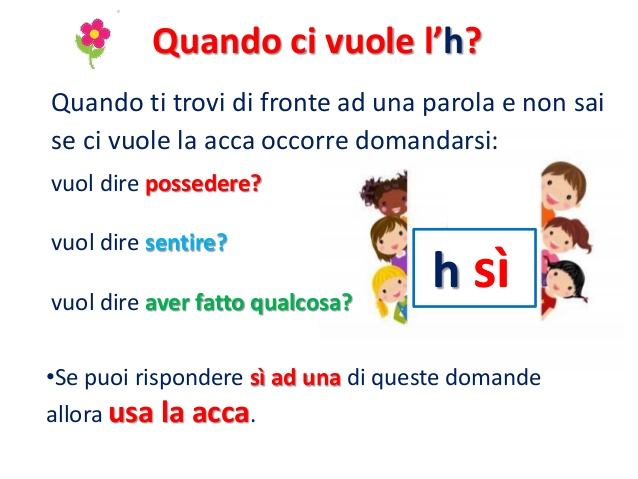 Quando ci vuole l’h?
Quando ti trovi di fronte ad una parola e non sai
se ci vuole la acca occorre domandarsi:
vuol dire possedere?
vuol dire sentire?
vuol dire aver fatto qualcosa?
h sì
•Se puoi rispondere sì ad una di queste domande
allora usa la acca.